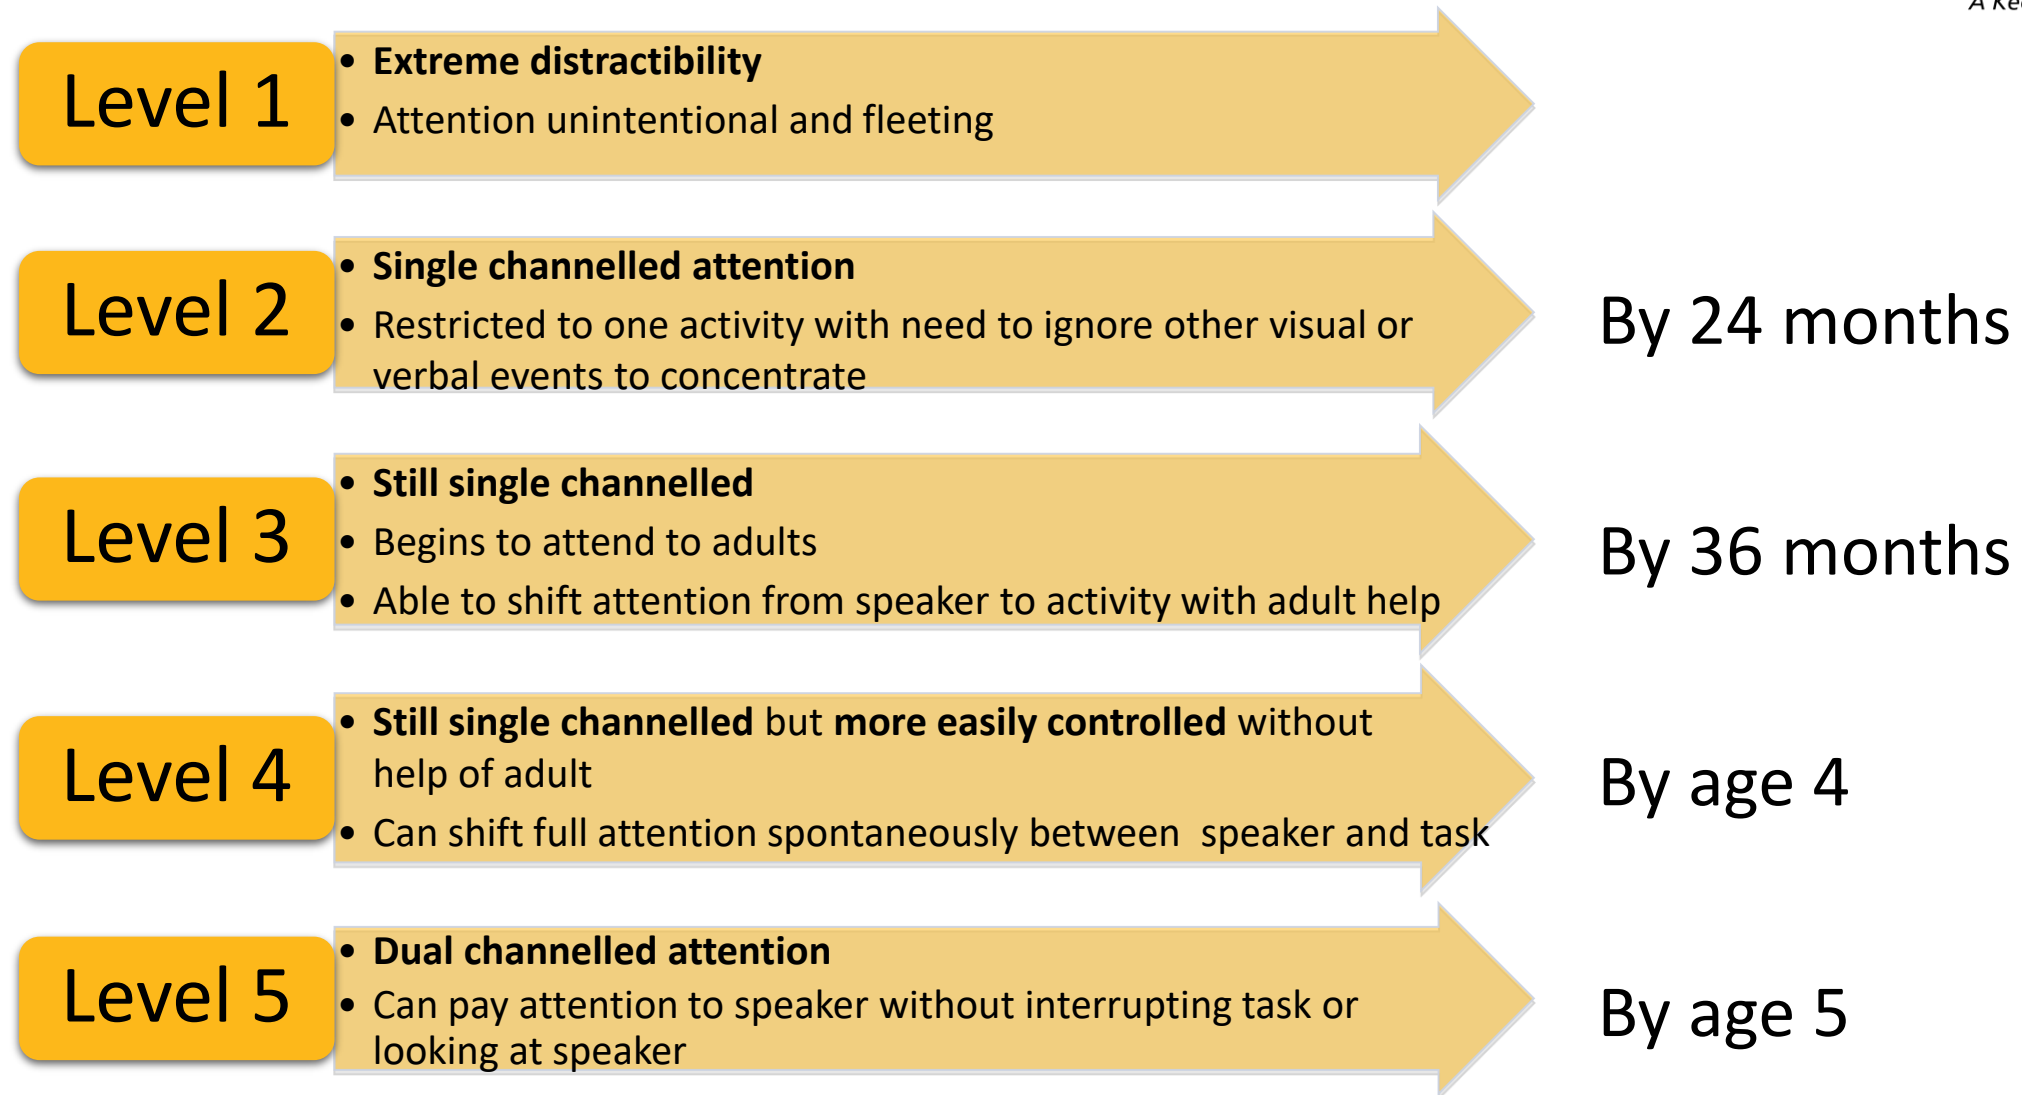 A
Level 1
• Extreme distractibility
• Attention unintentional and fleeting
Level 2
• Single channelled attention
• Restricted to one activity with need to ignore other visual or
verbal events to concentrate
By 24 months
Level 3
• Still single channelled
• Begins to attend to adults
• Able to shift attention from speaker to activity with adult help
By 36 months
Level 4
• Still single channelled but more easily controlled without
help of adult
• Can shift full attention spontaneously between  speaker and task
By age 4
Level 5
• Dual channelled attention
• Can pay attention to speaker without interrupting task or
looking at speaker
By age 5